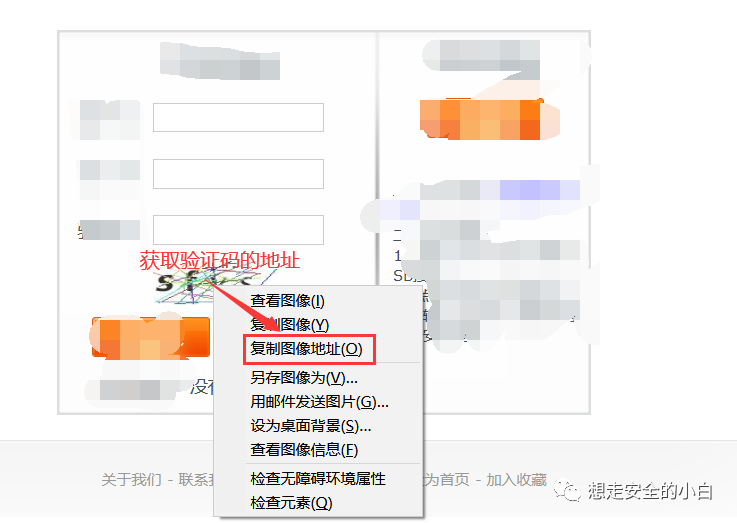 获取验证码的地址
查看图像(I)
复制图像(Y)
复制图像地址(O)
另存图像为(V)...
用邮件发送图片(G)...
设为桌面背景(S)...
查看图像信息(F)
检查无障碍环境属性
检查元素(Q)
没有
1
SD
关于我们 - 联系我
为首页 - 加入收藏
想走安全的小白